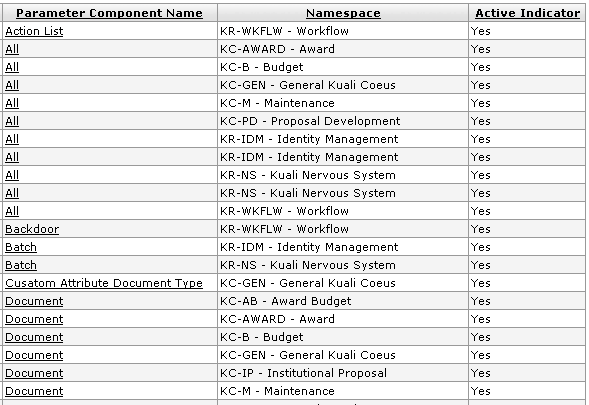 Parameter Component Name Namespace Active Indicator
Action List KR-WKFLW - Workflow Yes
All KC-AWARD - Award Yes
All KC-B - Budget Yes
All KC-GEN - General Kuali Coeus Yes
All KC-M - Maintenance Yes
All KC-PD - Proposal Development Yes
All KR-IDM - Identity Management Yes
All KR-IDM - Identity Management Yes
All KR-NS - Kuali Nervous System Yes
All KR-NS - Kuali Nervous System Yes
All KR-WKFLW - Workflow Yes
Backdoor KR-WKFLW - Workflow Yes
Batch KR-IDM - Identity Management Yes
Batch KR-NS - Kuali Nervous System Yes
Cusatom Attribute Document Type KC-GEN - General Kuali Coeus Yes
Document KC-AB - Award Budget Yes
Document KC-AWARD - Award Yes
Document KC-B - Budget Yes
Document KC-GEN - General Kuali Coeus Yes
Document KC-IP - Institutional Proposal Yes
Document KC-M - Maintenance Yes